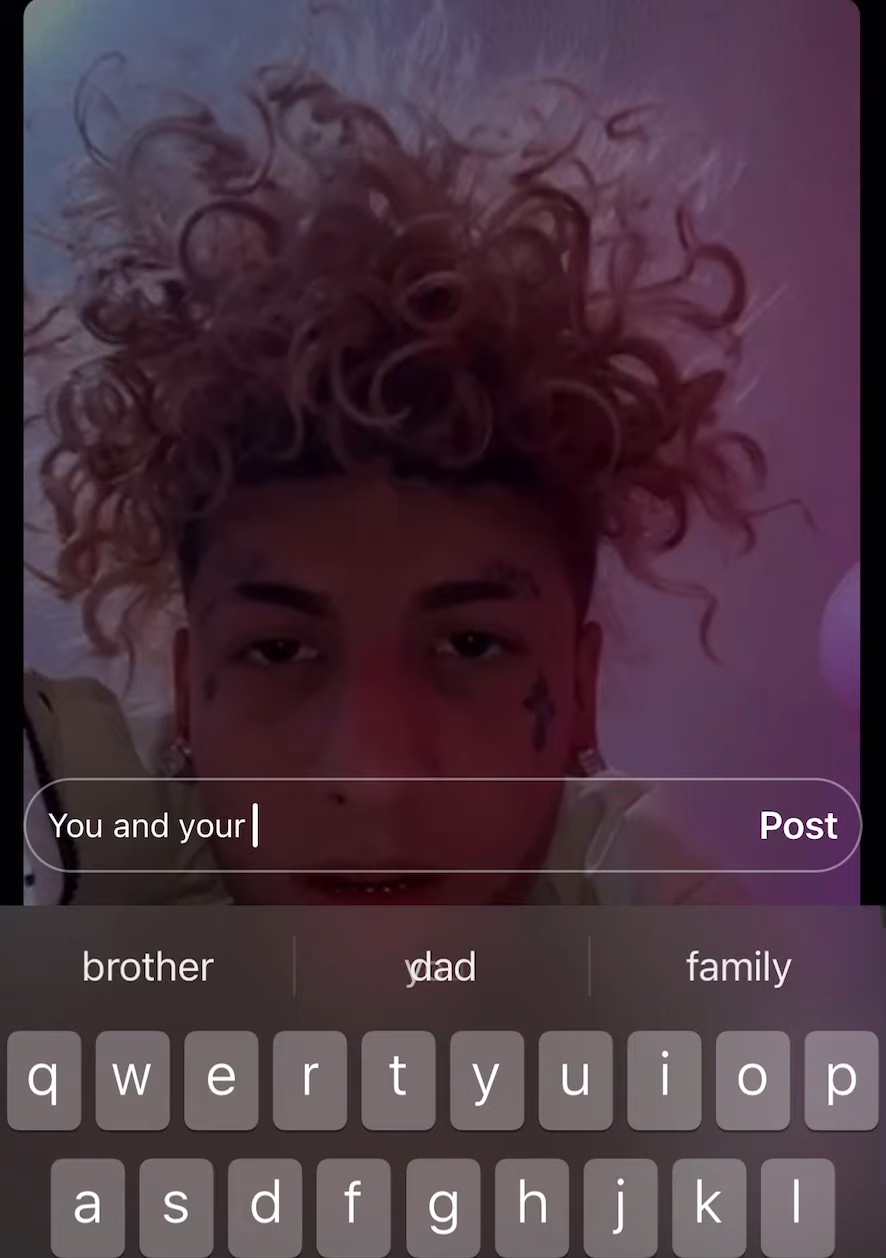 You and your
Post
brother dad family
q w e r t y u i o p
a s d f g h j k l